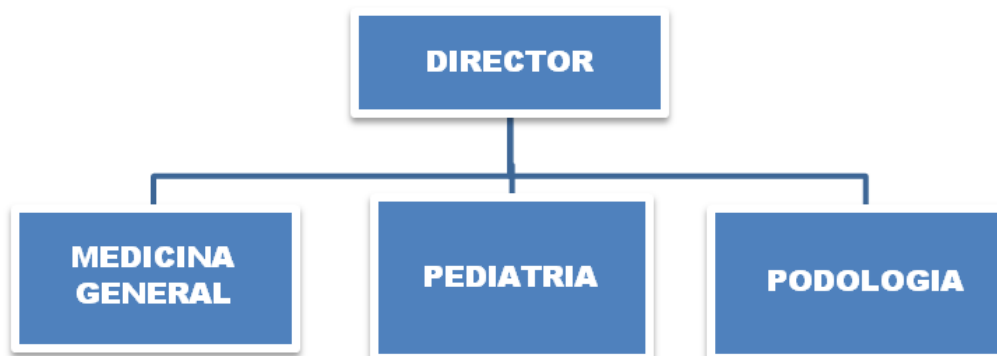 DIRECTOR
MEDICINA
GENERAL
PEDIATRIA
PODOLOGIA